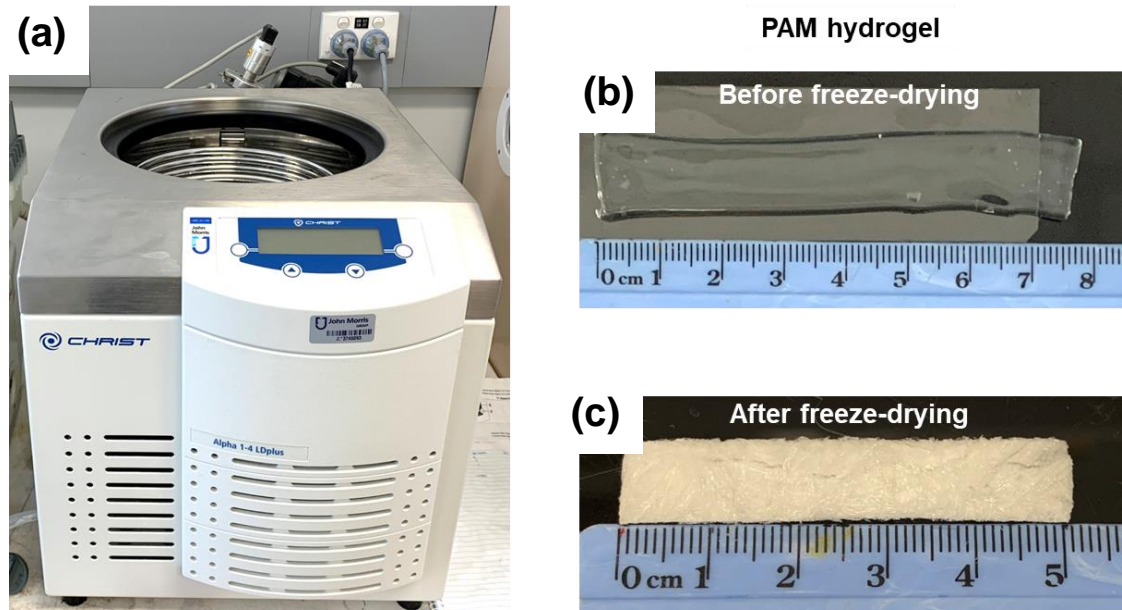 (a)
PAM hydrogel
(b)
Before freeze-drying
0 cm 1 2 3 4 5 6 7 8
(c)
After freeze-drying
0 cm 1 2 3 4 5
CHRIST
John
Morris
John Morris
GROUP
CHRIST
Alpha 1-4 LDplus